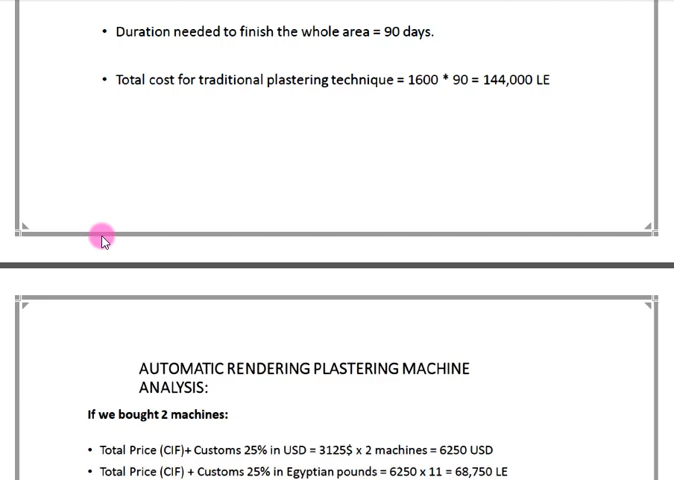 • Duration needed to finish the whole area = 90 days.
• Total cost for traditional plastering technique = 1600 * 90 = 144,000 LE
AUTOMATIC RENDERING PLASTERING MACHINE
ANALYSIS:
If we bought 2 machines:
• Total Price (CIF)+ Customs 25% in USD = 3125$ x 2 machines = 6250 USD
• Total Price (CIF) + Customs 25% in Egyptian pounds = 6250 x 11 = 68,750 LE